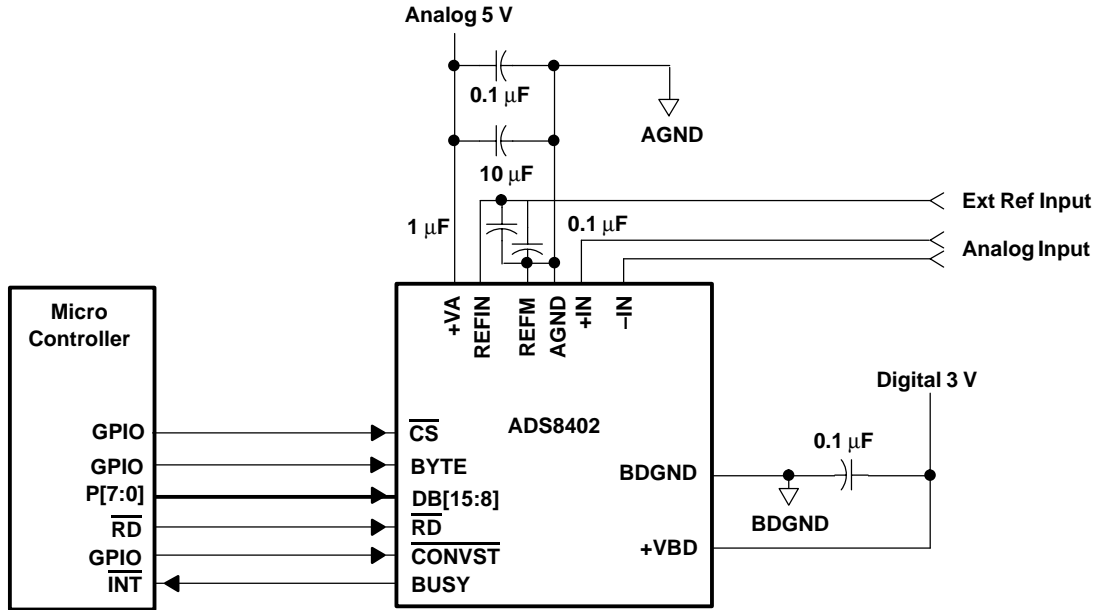 Analog 5 V
0.1 μF
AGND
10 μF
1 μF
0.1 μF
Ext Ref Input
Analog Input
Micro
Controller
+VA
REFIN
REFM
AGND
+IN
−IN
Digital 3 V
GPIO
CS
ADS8402
0.1 μF
GPIO
BYTE
BDGND
P[7:0]
DB[15:8]
BDGND
RD
RD
GPIO
CONVST
+VBD
INT
BUSY